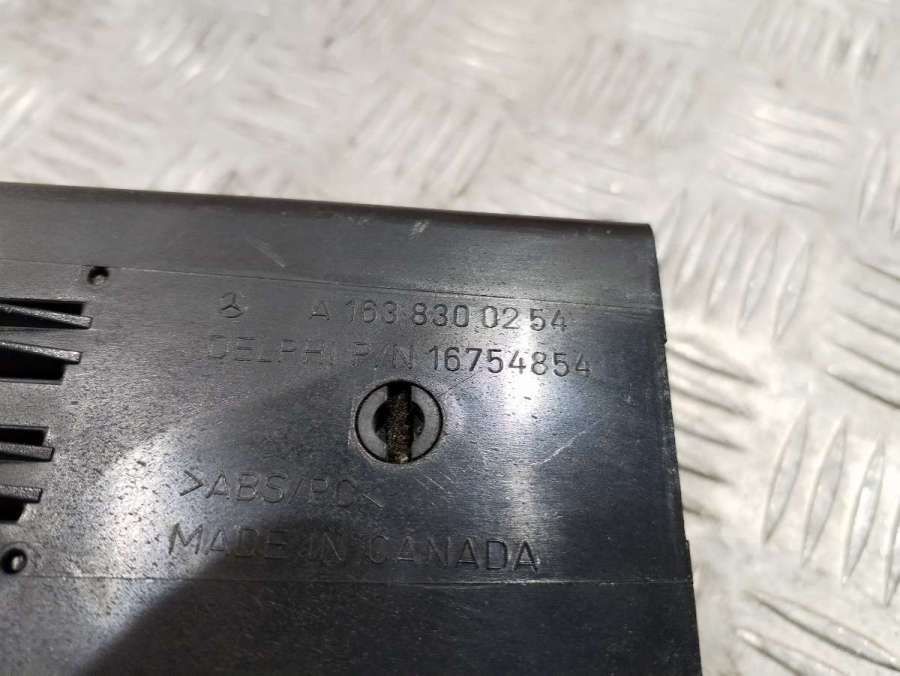 A 163 830 02 54
DELPHI P/N 16754854
>ABS/PC<
MADE IN CANADA